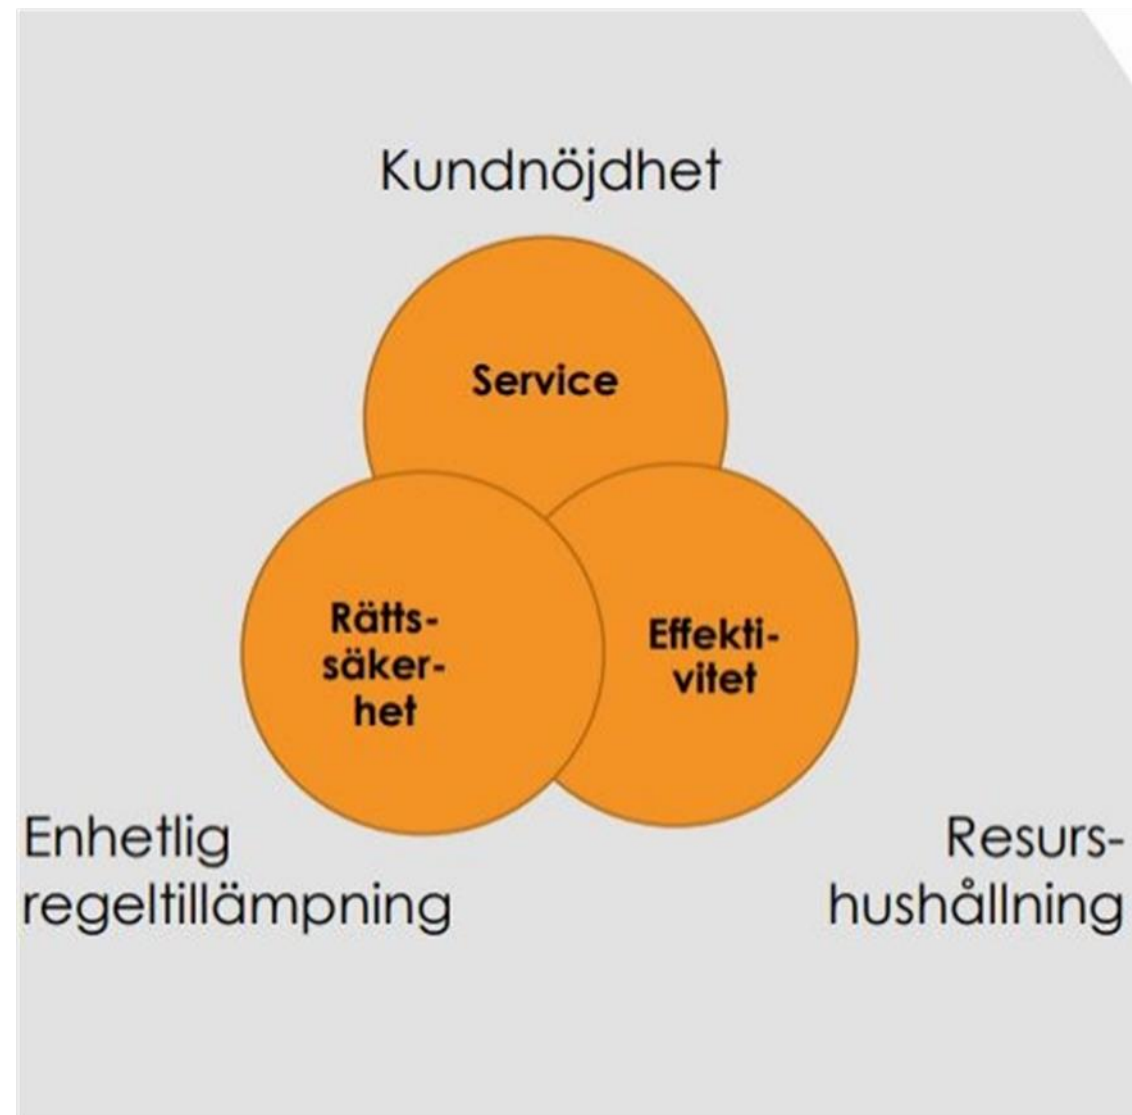 Kundnöjdhet
Service
Rätts-
säker-
het
Effekti-
vitet
Enhetlig
regeltillämpning
Resurs-
hushållning